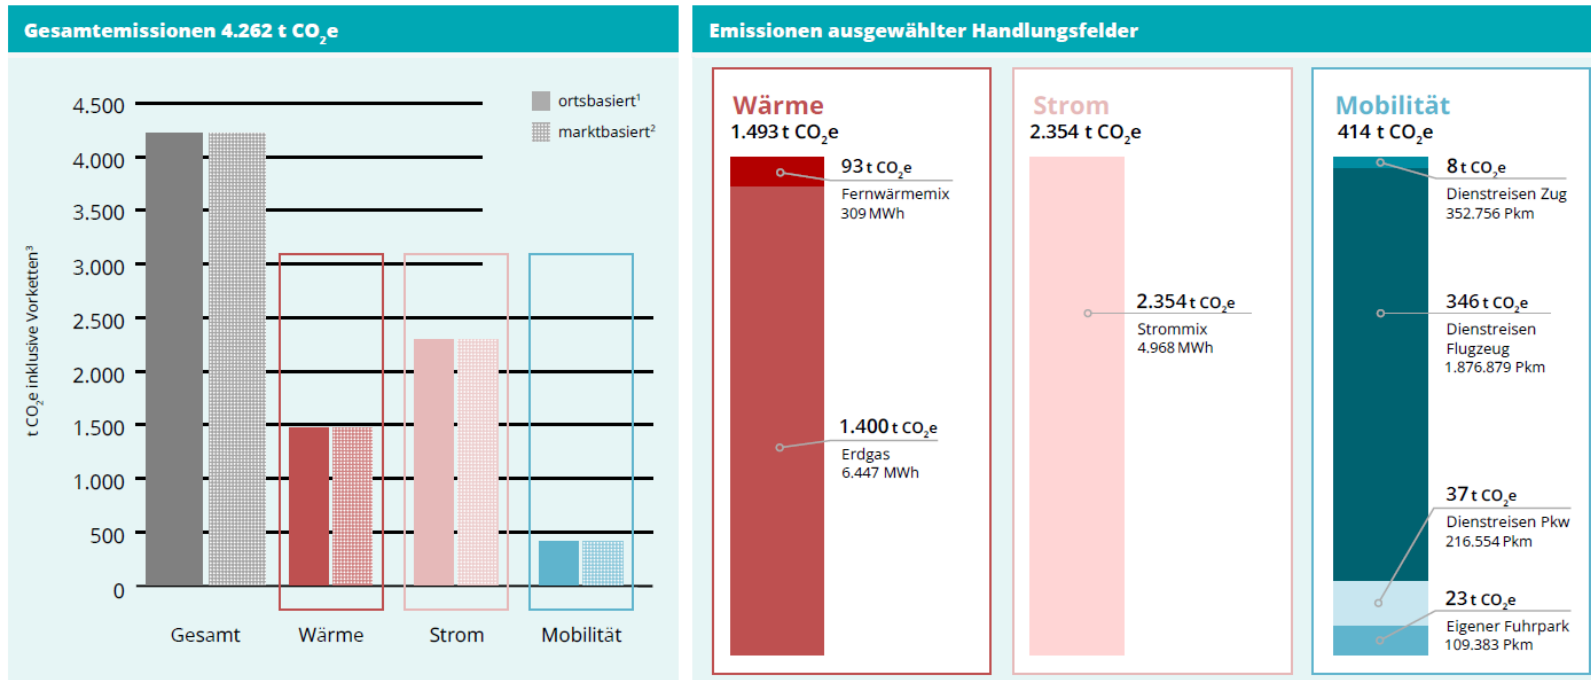 Gesamtemissionen 4.262 t CO₂e
t CO₂e inklusive Vorketten³
4.500
4.000
3.500
3.000
2.500
2.000
1.500
1.000
500
0
ortsbasiert¹
marktbasiert²
Gesamt
Wärme
Strom
Mobilität
Emissionen ausgewählter Handlungsfelder
Wärme
1.493 t CO₂e
93 t CO₂e
Fernwärmemix
309 MWh
1.400 t CO₂e
Erdgas
6.447 MWh
Strom
2.354 t CO₂e
2.354 t CO₂e
Strommix
4.968 MWh
Mobilität
414 t CO₂e
8 t CO₂e
Dienstreisen Zug
352.756 Pkm
346 t CO₂e
Dienstreisen
Flugzeug
1.876.879 Pkm
37 t CO₂e
Dienstreisen Pkw
216.554 Pkm
23 t CO₂e
Eigener Fuhrpark
109.383 Pkm